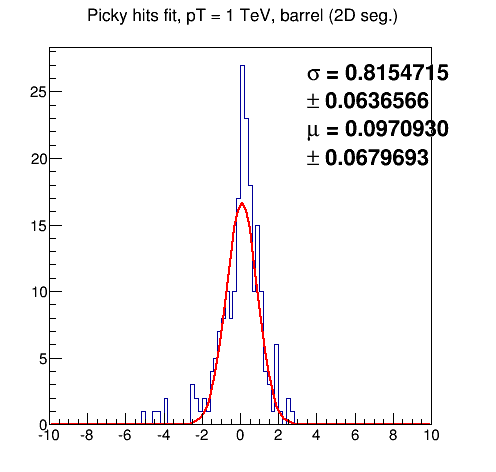 Picky hits fit, pT = 1 TeV, barrel (2D seg.)
σ = 0.8154715
± 0.0636566
μ = 0.0970930
± 0.0679693
25
20
15
10
5
0
-10 -8 -6 -4 -2 0 2 4 6 8 10